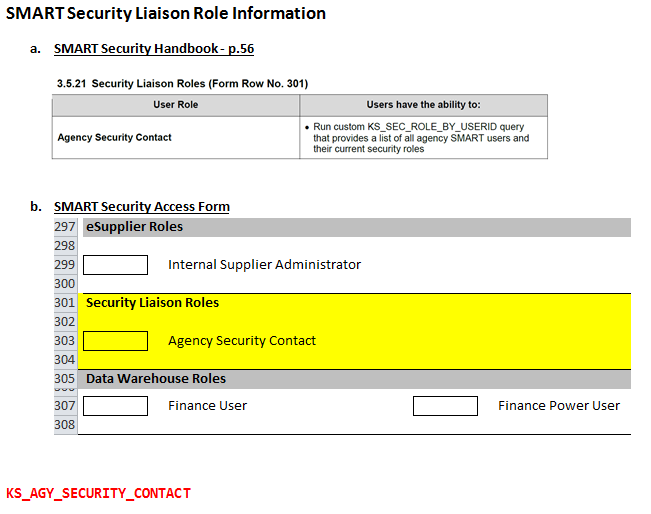 SMART Security Liaison Role Information
a. SMART Security Handbook - p.56
3.5.21 Security Liaison Roles (Form Row No. 301)
User Role Users have the ability to:
Agency Security Contact
• Run custom KS_SEC_ROLE_BY_USERID query
that provides a list of all agency SMART users and
their current security roles
b. SMART Security Access Form
297 eSupplier Roles
298
299 Internal Supplier Administrator
300
301 Security Liaison Roles
302
303 Agency Security Contact
304
305 Data Warehouse Roles
307 Finance User Finance Power User
308
KS_AGY_SECURITY_CONTACT